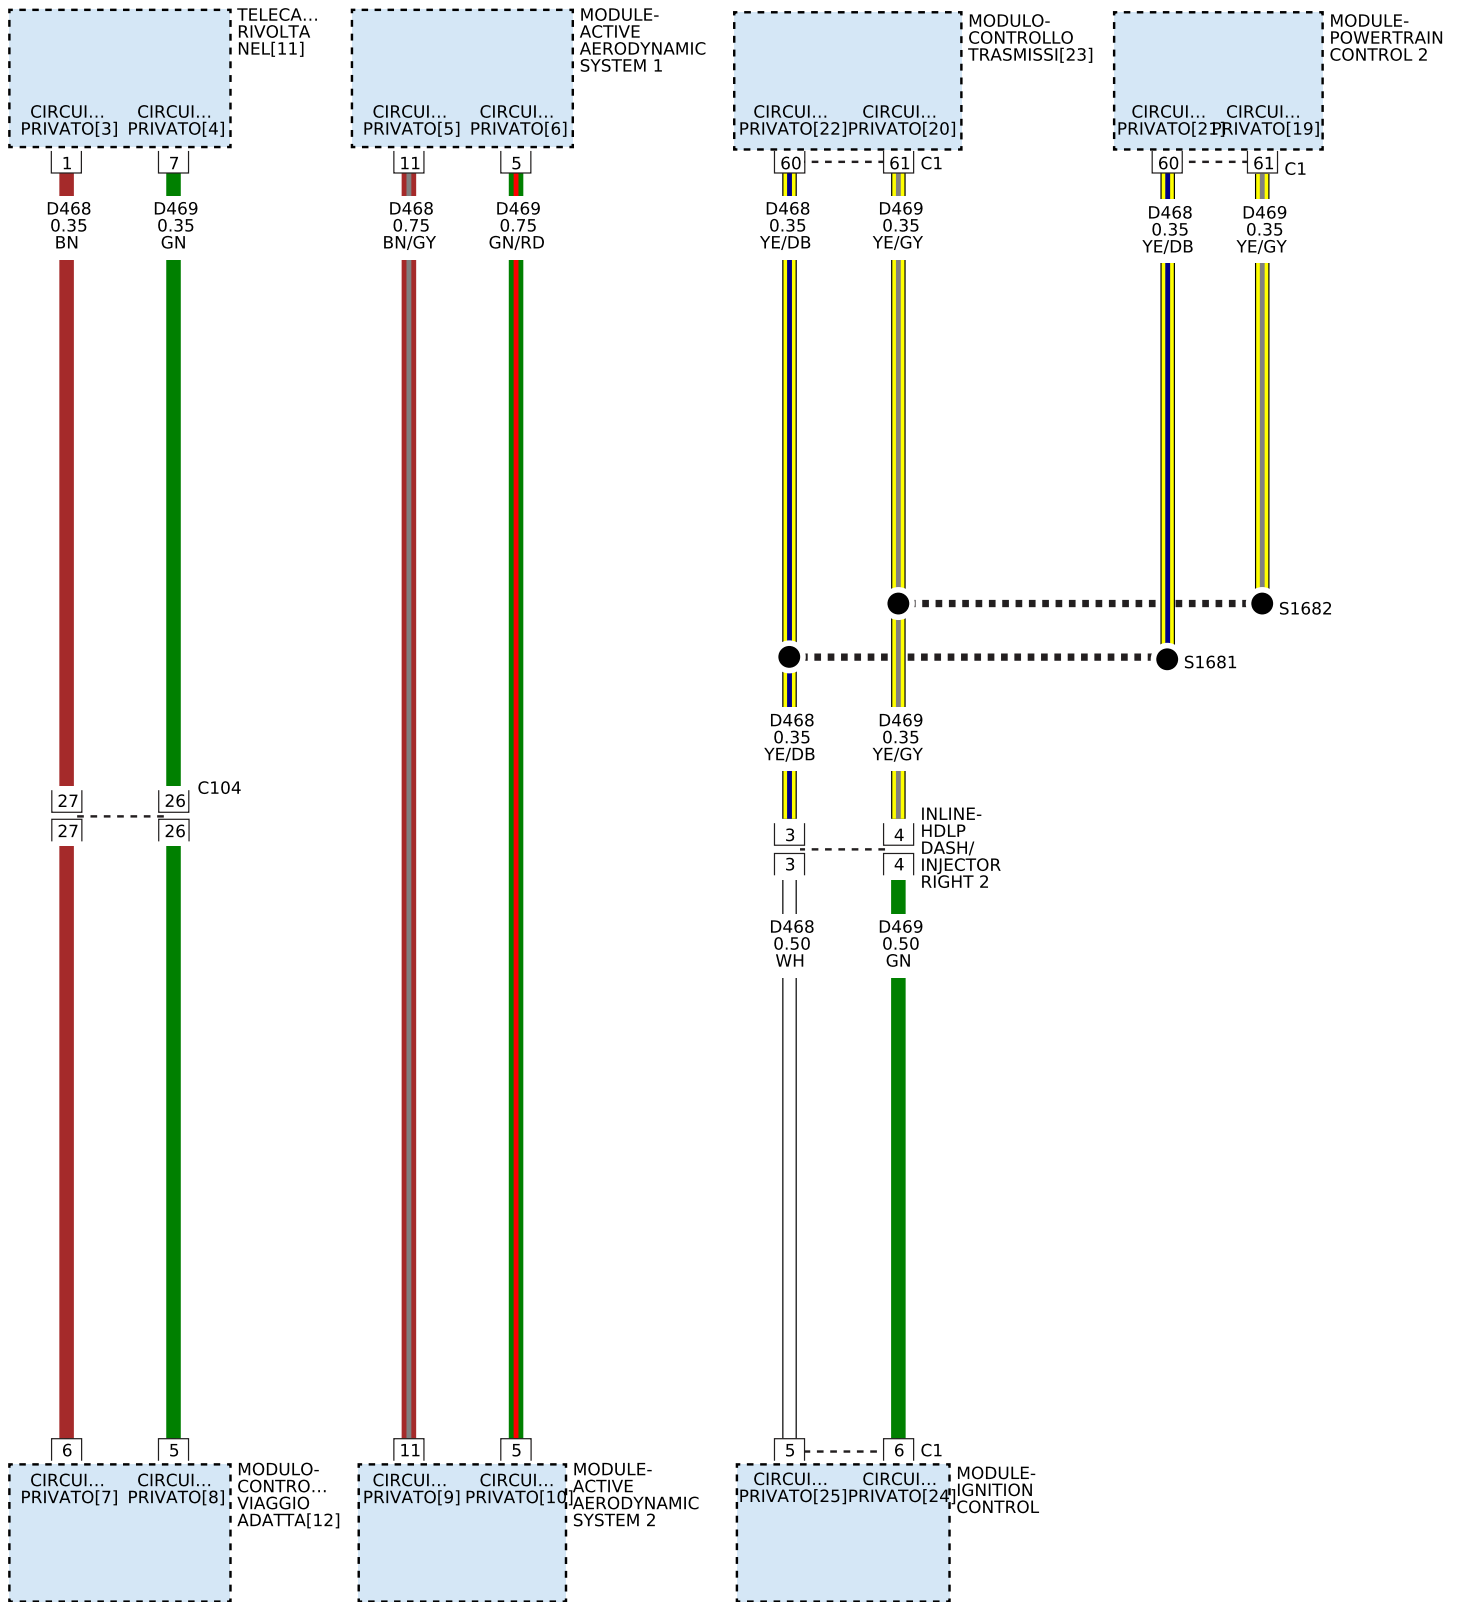 TELECA...
RIVOLTA
NEL[11]
CIRCUI...
PRIVATO[3]
CIRCUI...
PRIVATO[4]
1
7
D468
0.35
BN
D469
0.35
GN
27
26
C104
27
26
6
5
CIRCUI...
PRIVATO[7]
CIRCUI...
PRIVATO[8]
MODULO-
CONTRO...
VIAGGIO
ADATTA[12]
MODULE-
ACTIVE
AERODYNAMIC
SYSTEM 1
CIRCUI...
PRIVATO[5]
CIRCUI...
PRIVATO[6]
11
5
D468
0.75
BN/GY
D469
0.75
GN/RD
11
5
CIRCUI...
PRIVATO[9]
CIRCUI...
PRIVATO[10]
MODULE-
ACTIVE
AERODYNAMIC
SYSTEM 2
MODULO-
CONTROLLO
TRASMISSI[23]
CIRCUI...
PRIVATO[22]
CIRCUI...
PRIVATO[20]
60
61
C1
D468
0.35
YE/DB
D469
0.35
YE/GY
MODULE-
POWERTRAIN
CONTROL 2
CIRCUI...
PRIVATO[21]
CIRCUI...
PRIVATO[19]
60
61
C1
D468
0.35
YE/DB
D469
0.35
YE/GY
S1682
S1681
D468
0.35
YE/DB
D469
0.35
YE/GY
3
4
3
4
INLINE-
HDLP
DASH/
INJECTOR
RIGHT 2
D468
0.50
WH
D469
0.50
GN
5
6
C1
CIRCUI...
PRIVATO[25]
CIRCUI...
PRIVATO[24]
MODULE-
IGNITION
CONTROL